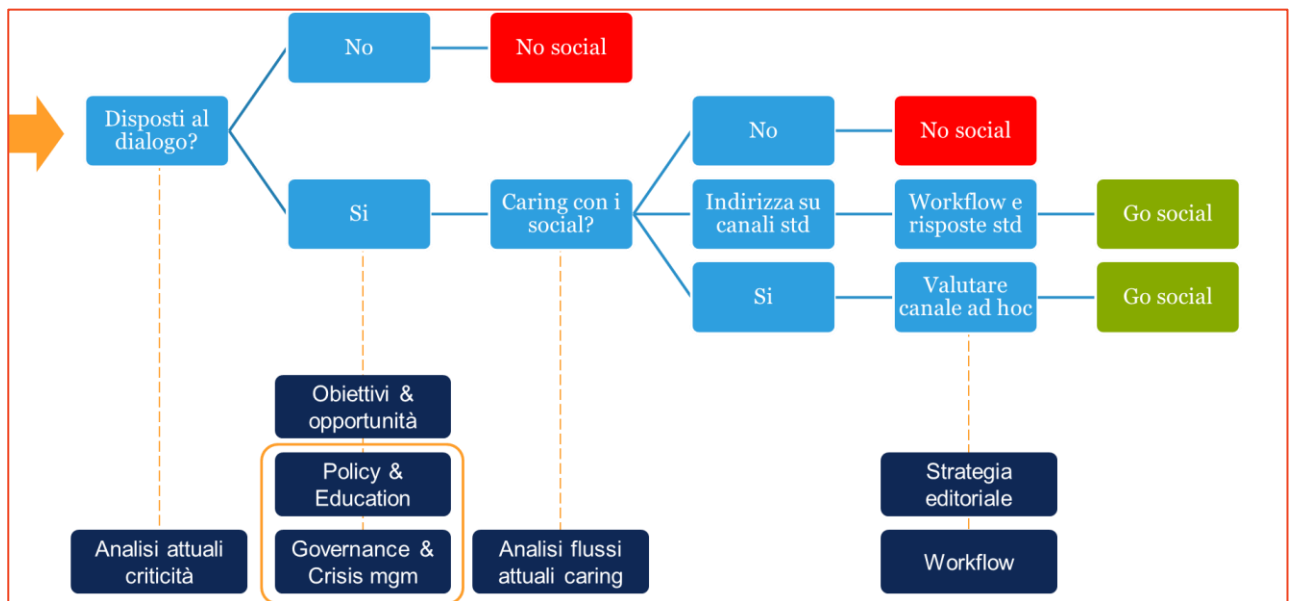 No
No social
Disposti al
dialogo?
No
No social
Si
Caring con i
social?
Indirizza su
canali std
Workflow e
risposte std
Go social
Si
Valutare
canale ad hoc
Go social
Obiettivi &
opportunità
Policy &
Education
Strategia
editoriale
Analisi attuali
criticità
Governance &
Crisis mgm
Analisi flussi
attuali caring
Workflow